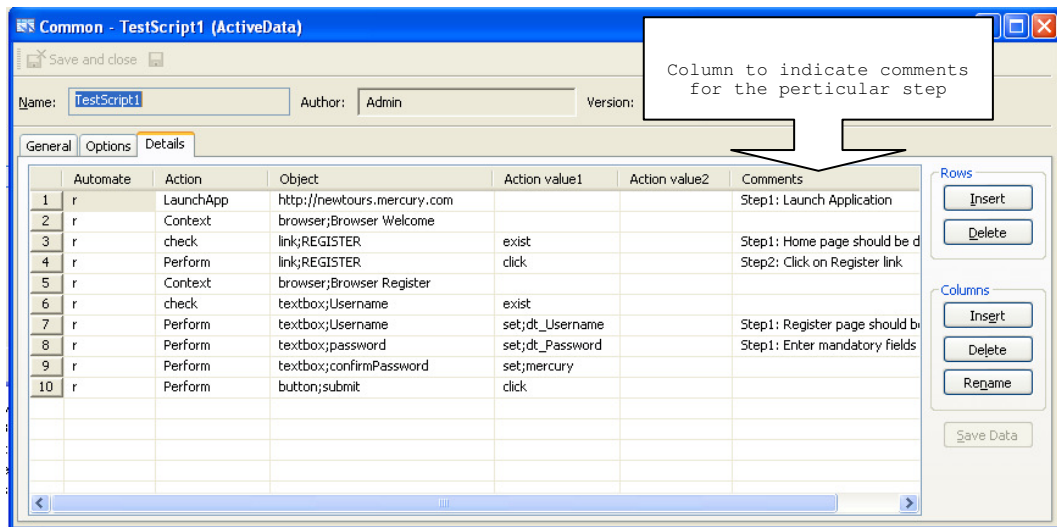 Common - TestScript1 (ActiveData)
Save and close
Column to indicate comments
for the perticular step
Name: TestScript1 Author: Admin Version:
General Options Details
Automate Action Object Action value1 Action value2 Comments
1 r LaunchApp http://newtours.mercury.com Step1: Launch Application
2 r Context browser;Browser Welcome
3 r check link;REGISTER exist Step1: Home page should be d
4 r Perform link;REGISTER click Step2: Click on Register link
5 r Context browser;Browser Register
6 r check textbox;Username exist
7 r Perform textbox;Username set;dt_Username Step1: Register page should b
8 r Perform textbox;password set;dt_Password Step1: Enter mandatory fields
9 r Perform textbox;confirmPassword set;mercury
10 r Perform button;submit click
Rows
Insert
Delete
Columns
Insert
Delete
Rename
Save Data